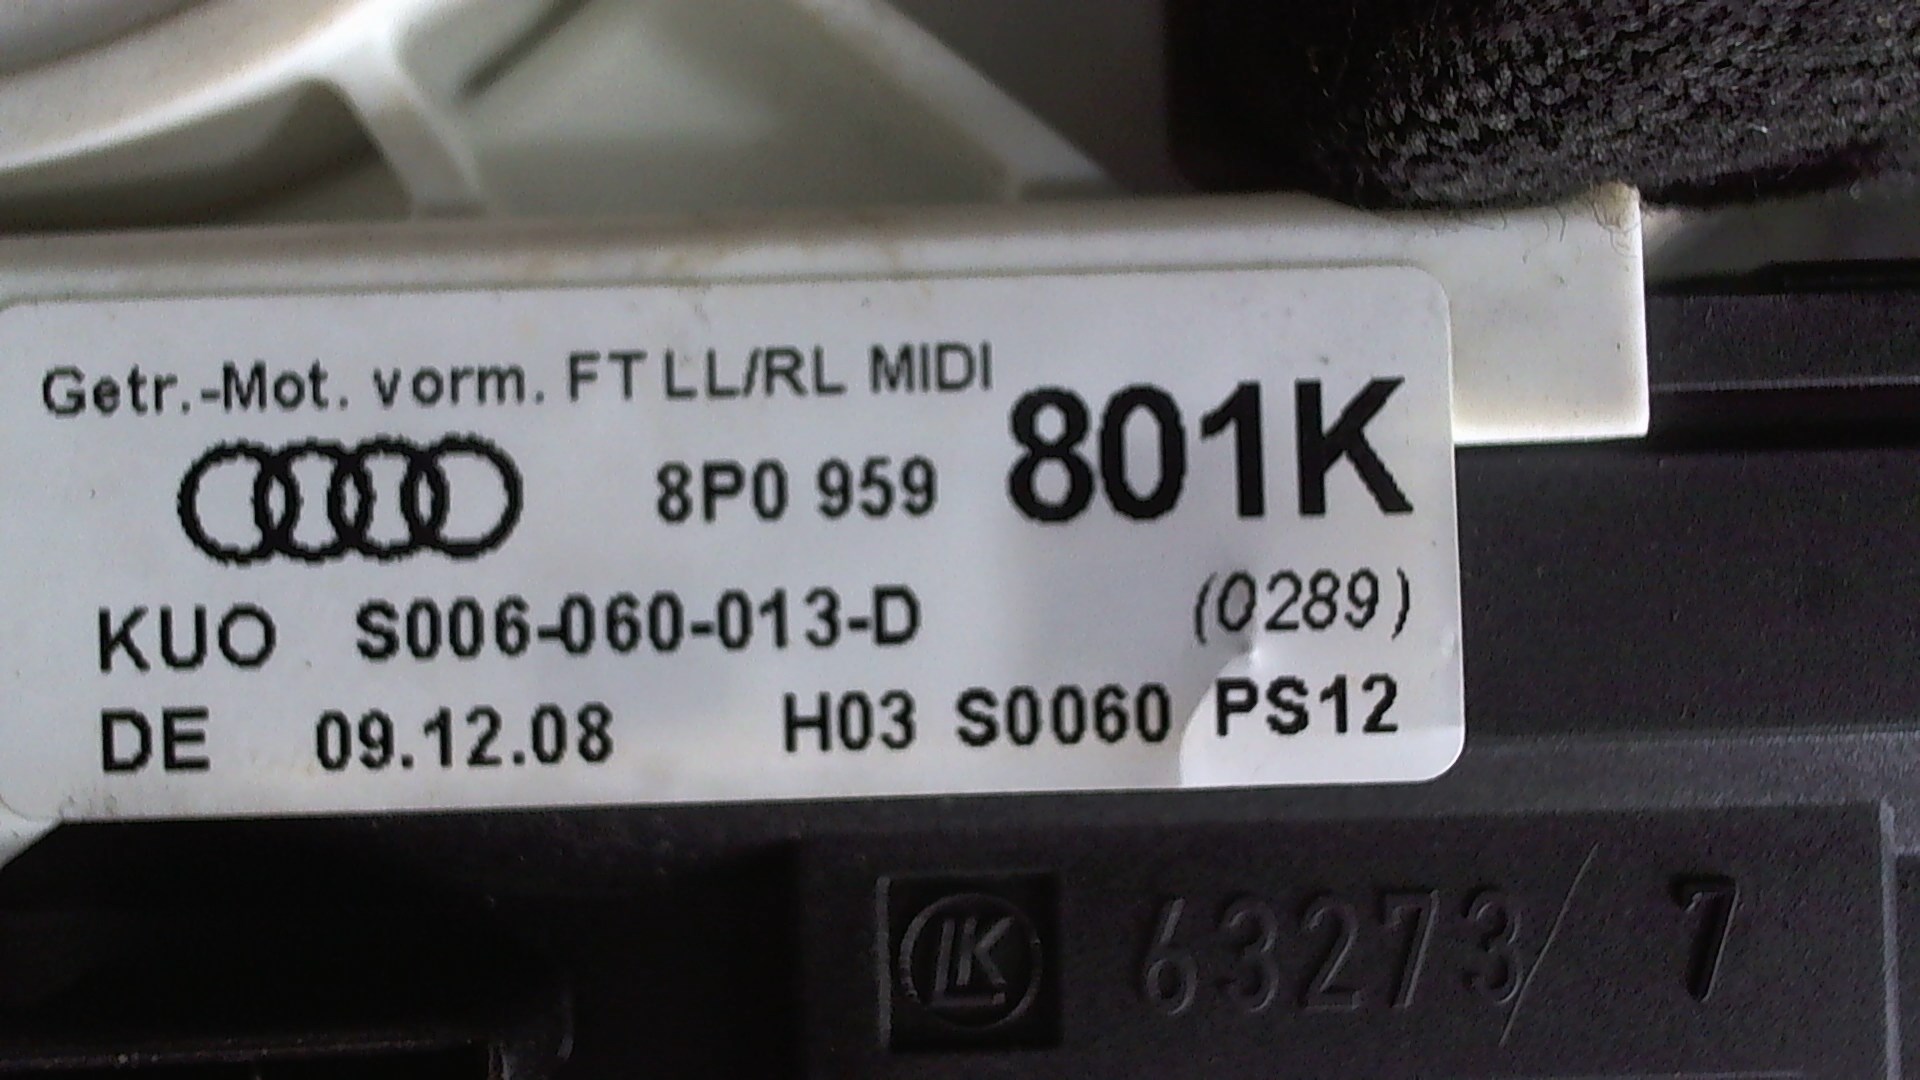 Getr.-Mot. vorm. FT LL/RL MIDI
8P0 959 801K
KUO S006-060-013-D (0289)
DE 09.12.08 H03 S0060 PS12
LK 63273/ 7